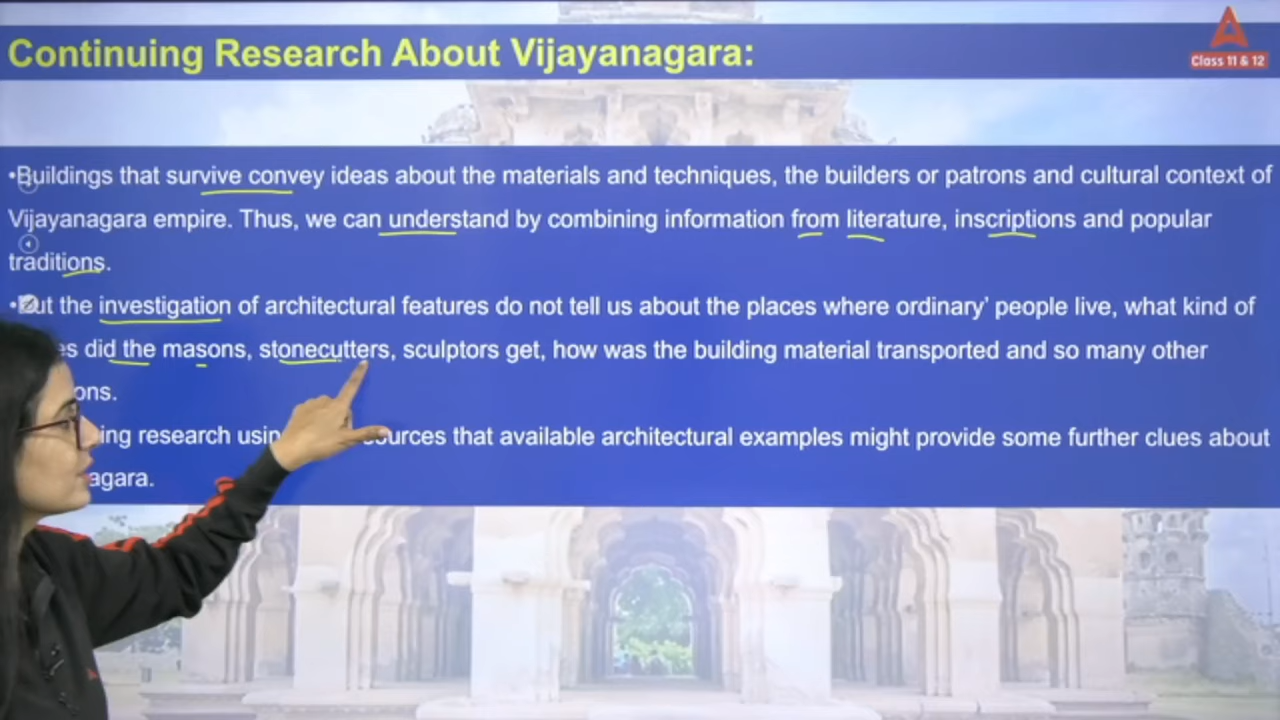 Continuing Research About Vijayanagara:
Class 11 & 12
•Buildings that survive convey ideas about the materials and techniques, the builders or patrons and cultural context of
Vijayanagara empire. Thus, we can understand by combining information from literature, inscriptions and popular
traditions.
•But the investigation of architectural features do not tell us about the places where ordinary' people live, what kind of
es did the masons, stonecutters, sculptors get, how was the building material transported and so many other
ons.
ing research usin ources that available architectural examples might provide some further clues about
agara.